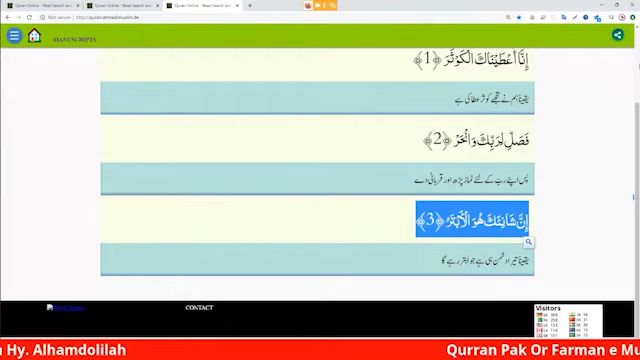 Quran Online - Read Search and
Quran Online - Read Search and
Quran Online - Read Search and
Not secure | http://quran.ahmadimuslim.de
MANUSCRIPTS
إِنَّا أَعْطَيْنَاكَ الْكَوْثَرَ ﴿1﴾
یقیناً ہم نے تجھے کوثر عطا کی ہے
فَصَلِّ لِرَبِّكَ وَانْحَرْ ﴿2﴾
پس اپنے ربّ کے لئے نماز پڑھ اور قربانی دے
إِنَّ شَانِئَكَ هُوَ الْأَبْتَرُ ﴿3﴾
یقیناً تیرا دشمن ہی ہے جو ابتر رہے گا
CONTACT
Visitors
Hy. Alhamdolilah
Qurran Pak Or Farman e Mu